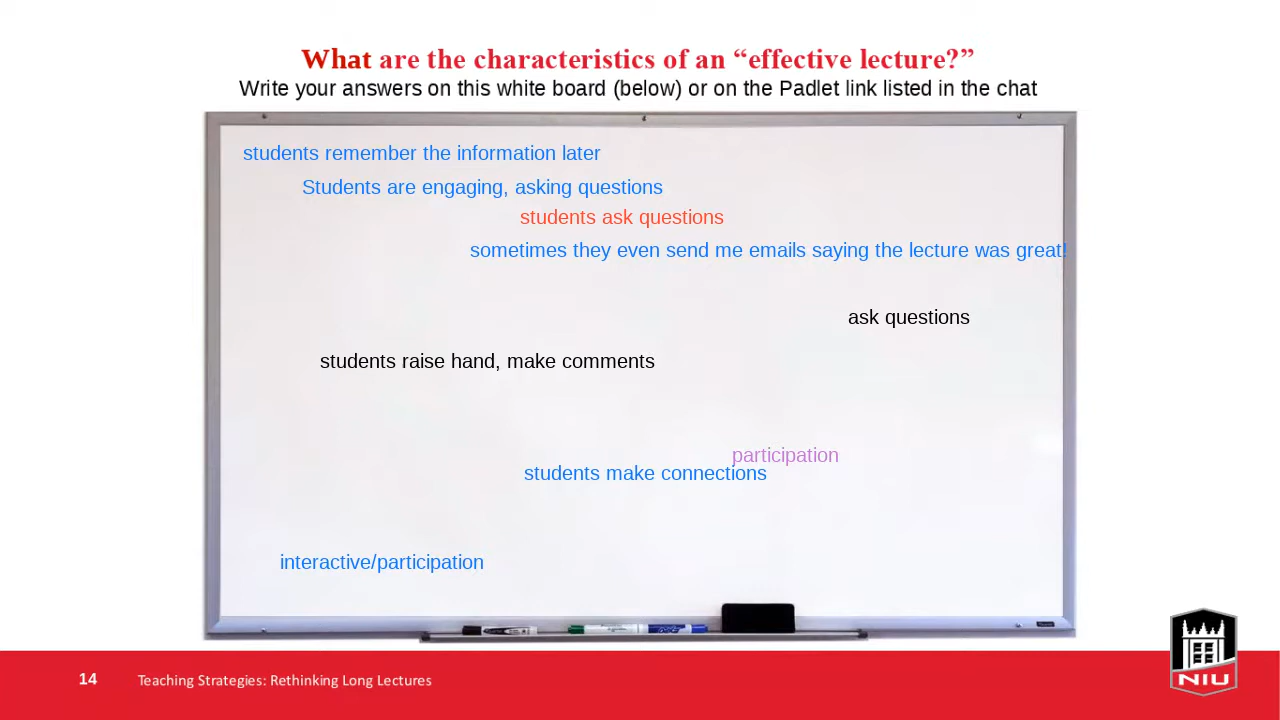 What are the characteristics of an “effective lecture?”
Write your answers on this white board (below) or on the Padlet link listed in the chat
students remember the information later
Students are engaging, asking questions
students ask questions
sometimes they even send me emails saying the lecture was great!
ask questions
students raise hand, make comments
participation
students make connections
interactive/participation
14
Teaching Strategies: Rethinking Long Lectures
NIU